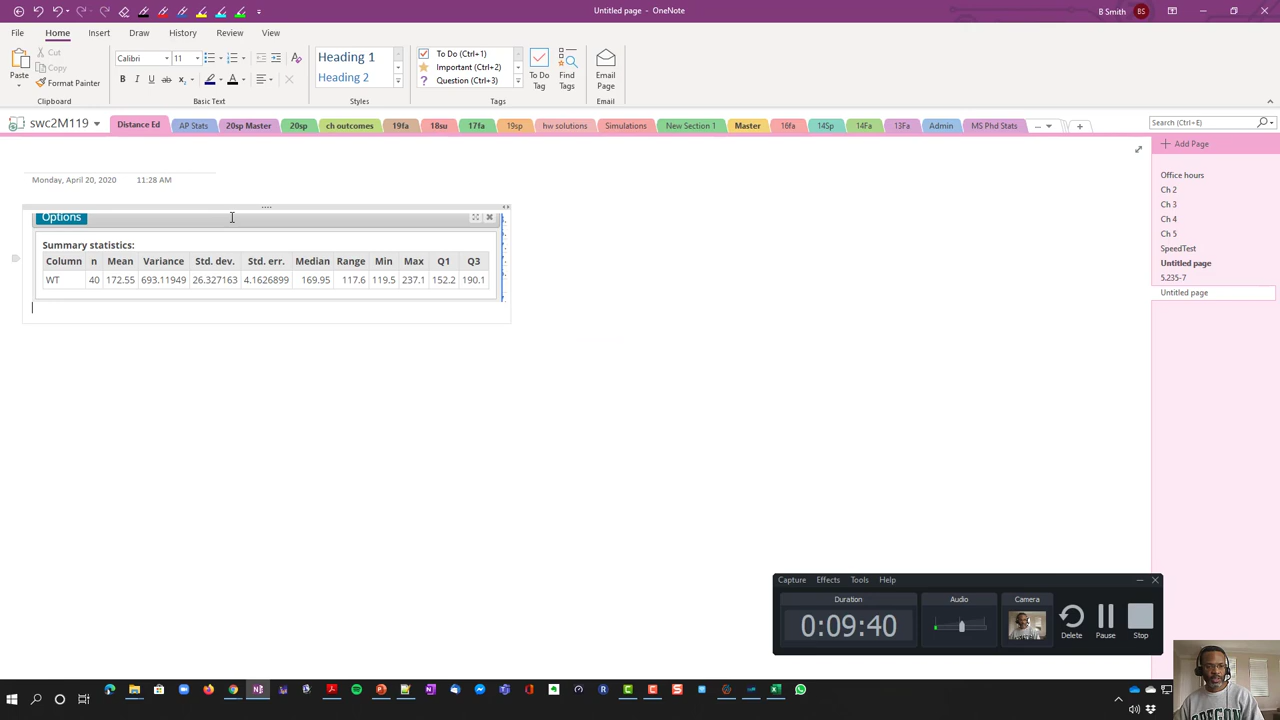 Untitled page - OneNote
B Smith BS
File Home Insert Draw History Review View
Paste
Cut
Copy
Format Painter
Clipboard
Calibri 11
B I U ab x
Basic Text
Heading 1
Heading 2
Styles
To Do (Ctrl+1)
Important (Ctrl+2)
Question (Ctrl+3)
Tags
To Do Tag
Find Tags
Email Page
Email
swc2M119 Distance Ed AP Stats 20sp Master 20sp ch outcomes 19fa 18su 17fa 19sp hw solutions Simulations New Section 1 Master 16fa 14Sp 14Fa 13Fa Admin MS Phd Stats
Search (Ctrl+E)
Add Page
Office hours
Ch 2
Ch 3
Ch 4
Ch 5
SpeedTest
Untitled page
5.235-7
Untitled page
Monday, April 20, 2020 11:28 AM
Options
Summary statistics:
Column n Mean Variance Std. dev. Std. err. Median Range Min Max Q1 Q3
WT 40 172.55 693.11949 26.327163 4.1626899 169.95 117.6 119.5 237.1 152.2 190.1
Capture Effects Tools Help
Duration Audio Camera
0:09:40
Delete Pause Stop
OREGON